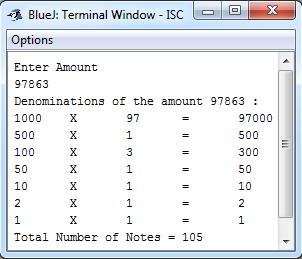 BlueJ: Terminal Window - ISC
Options
Enter Amount
97863
Denominations of the amount 97863 :
1000 X 97 = 97000
500 X 1 = 500
100 X 3 = 300
50 X 1 = 50
10 X 1 = 10
2 X 1 = 2
1 X 1 = 1
Total Number of Notes = 105